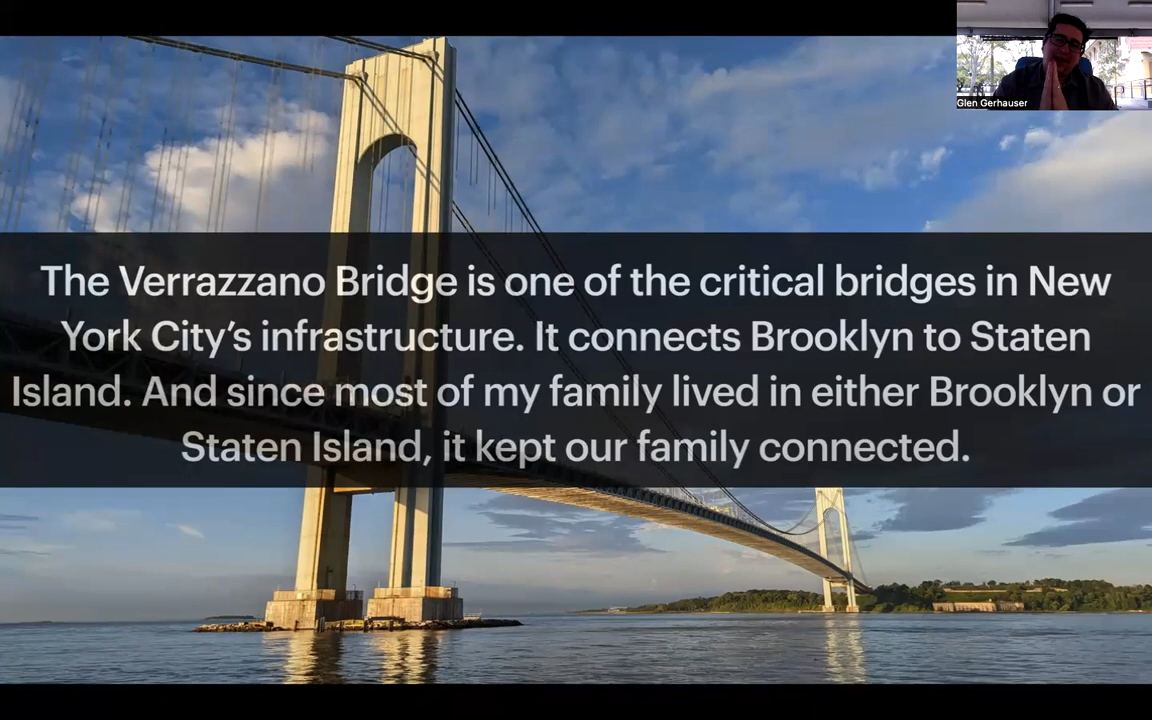 Glen Gerhauser
The Verrazzano Bridge is one of the critical bridges in New
York City’s infrastructure. It connects Brooklyn to Staten
Island. And since most of my family lived in either Brooklyn or
Staten Island, it kept our family connected.